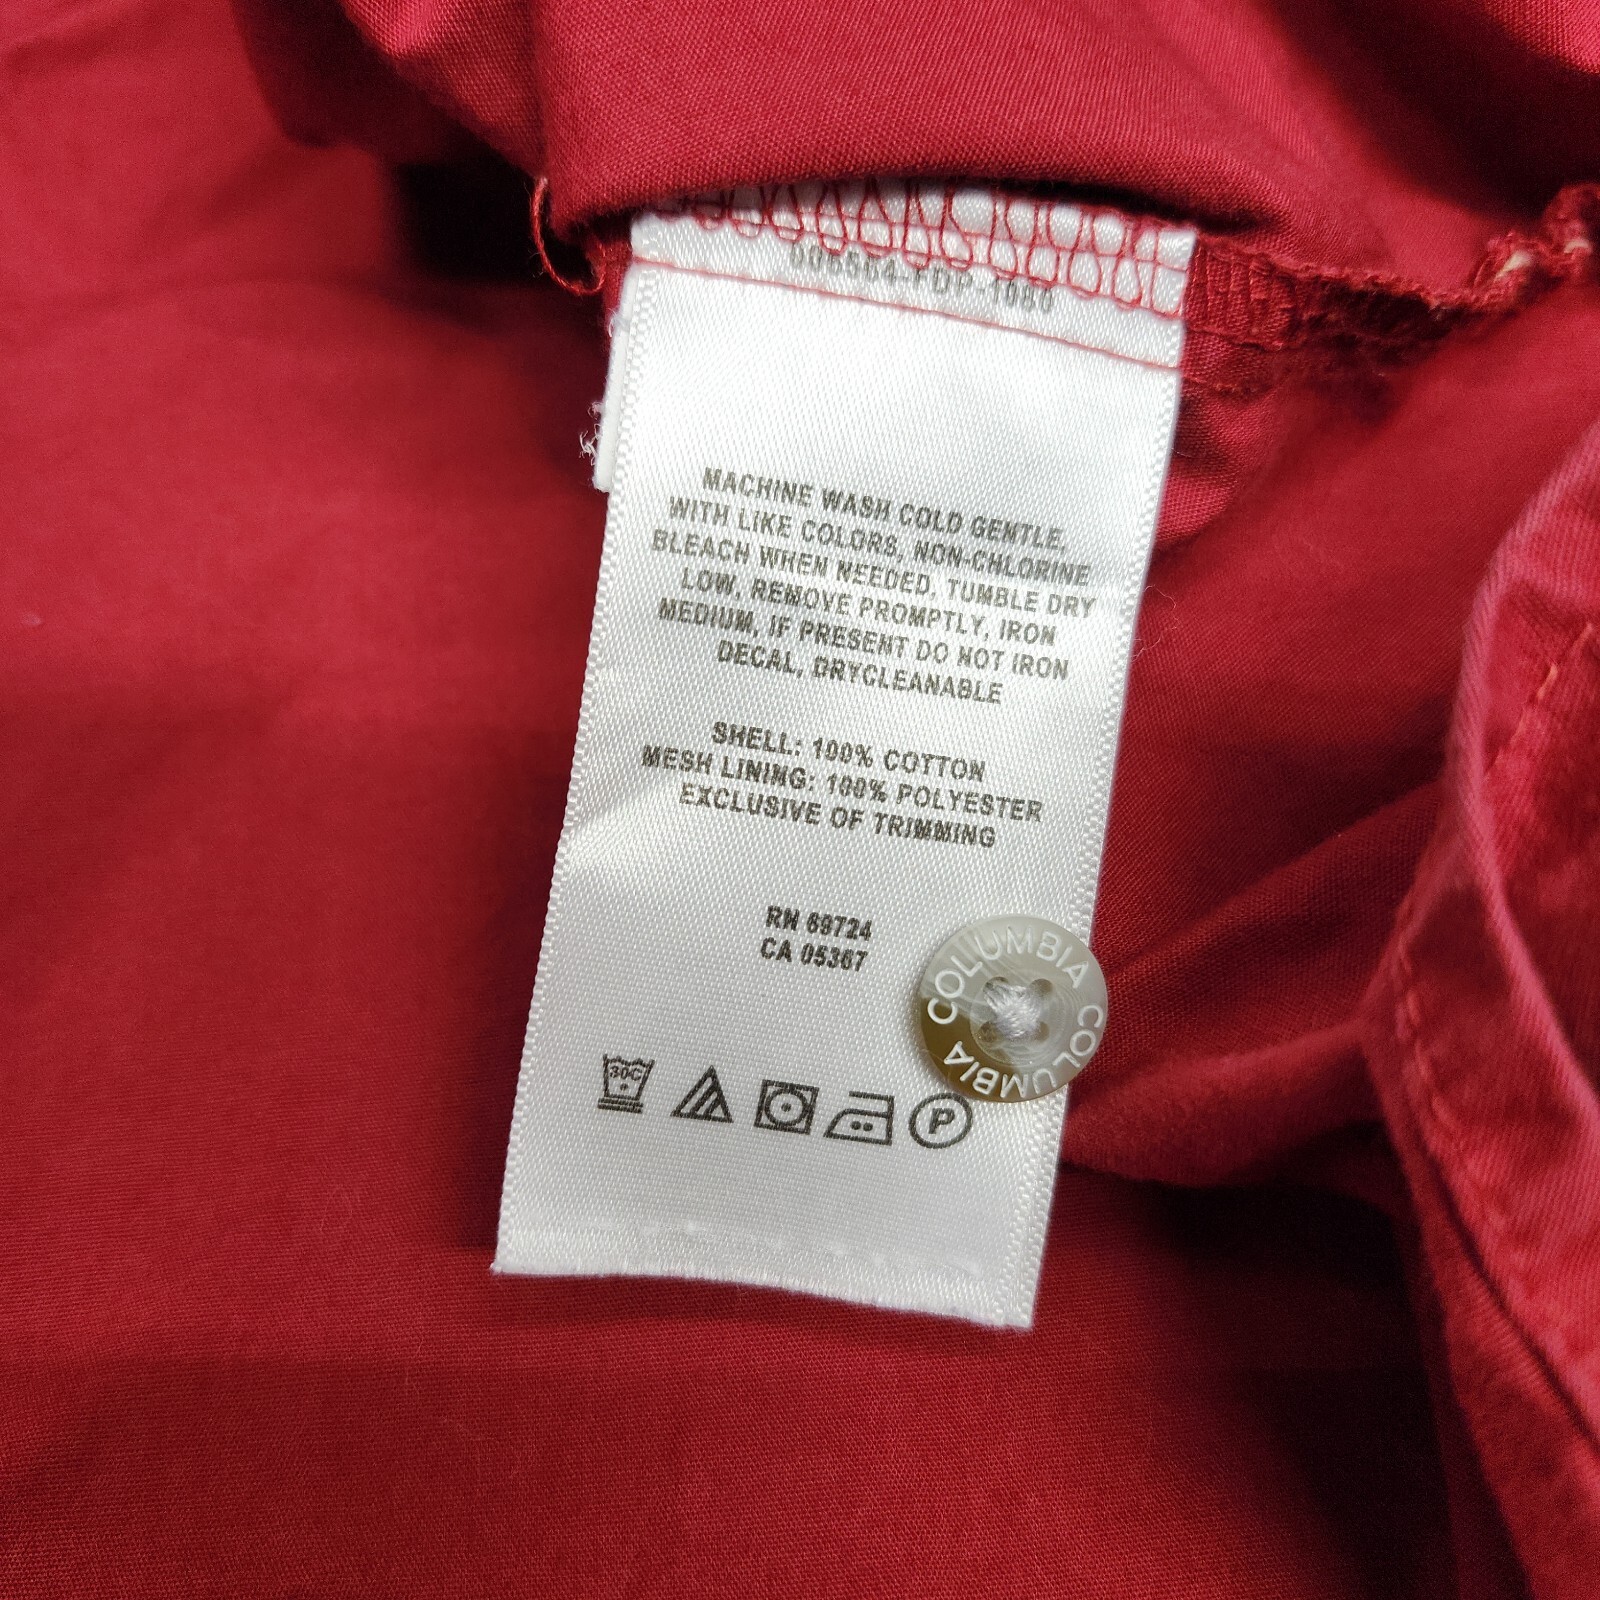 MACHINE WASH COLD GENTLE,
WITH LIKE COLORS, NON-CHLORINE
BLEACH WHEN NEEDED, TUMBLE DRY
LOW, REMOVE PROMPTLY, IRON
MEDIUM, IF PRESENT DO NOT IRON
DECAL, DRYCLEANABLE
SHELL: 100% COTTON
MESH LINING: 100% POLYESTER
EXCLUSIVE OF TRIMMING
RN 69724
CA 05367
COLUMBIA COLUMBIA
30C
P